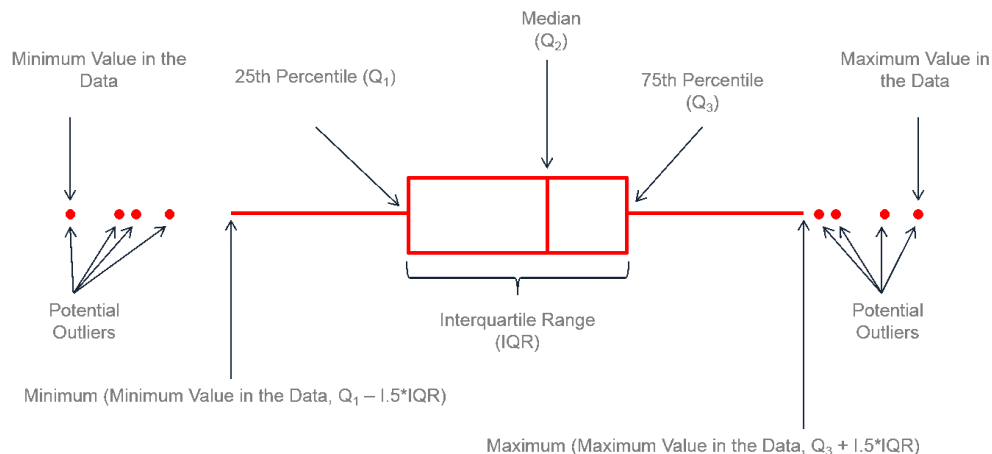 Median
(Q2)
Minimum Value in the
Data
25th Percentile (Q1)
75th Percentile
(Q3)
Maximum Value in
the Data
Potential
Outliers
Interquartile Range
(IQR)
Potential
Outliers
Minimum (Minimum Value in the Data, Q1 – I.5*IQR)
Maximum (Maximum Value in the Data, Q3 + I.5*IQR)